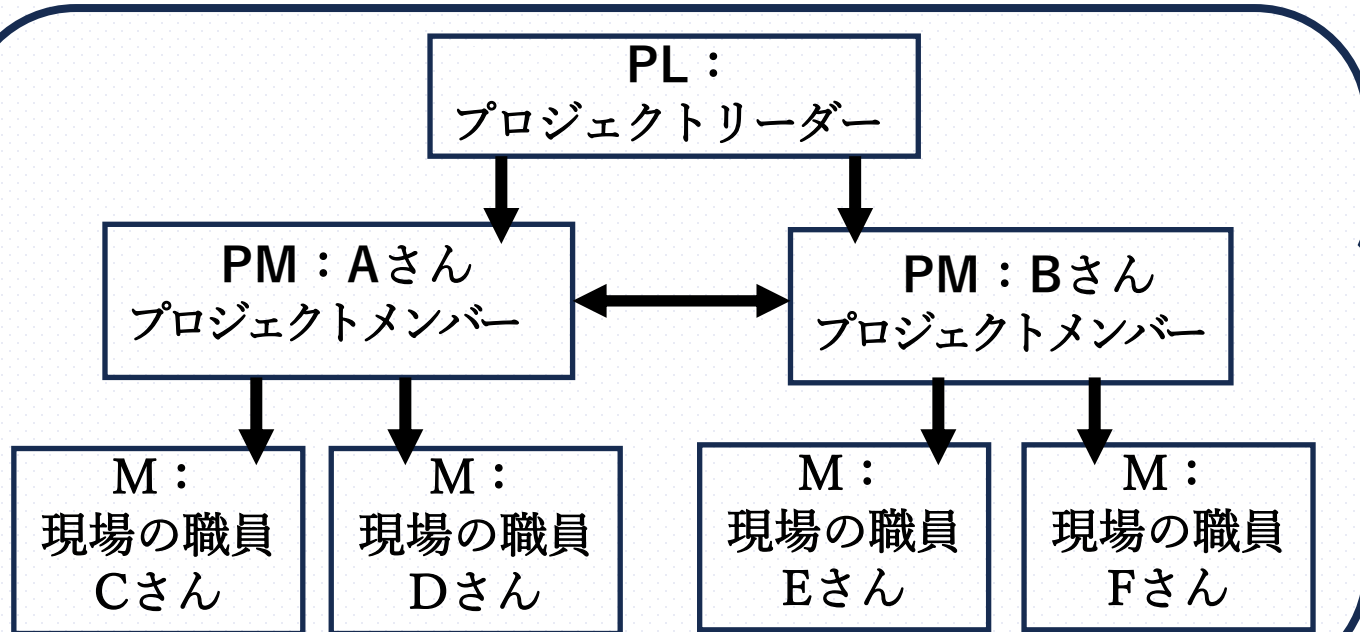 PL：
プロジェクトリーダー
PM：Aさん
プロジェクトメンバー
PM：Bさん
プロジェクトメンバー
M：
現場の職員
Cさん
M：
現場の職員
Dさん
M：
現場の職員
Eさん
M：
現場の職員
Fさん